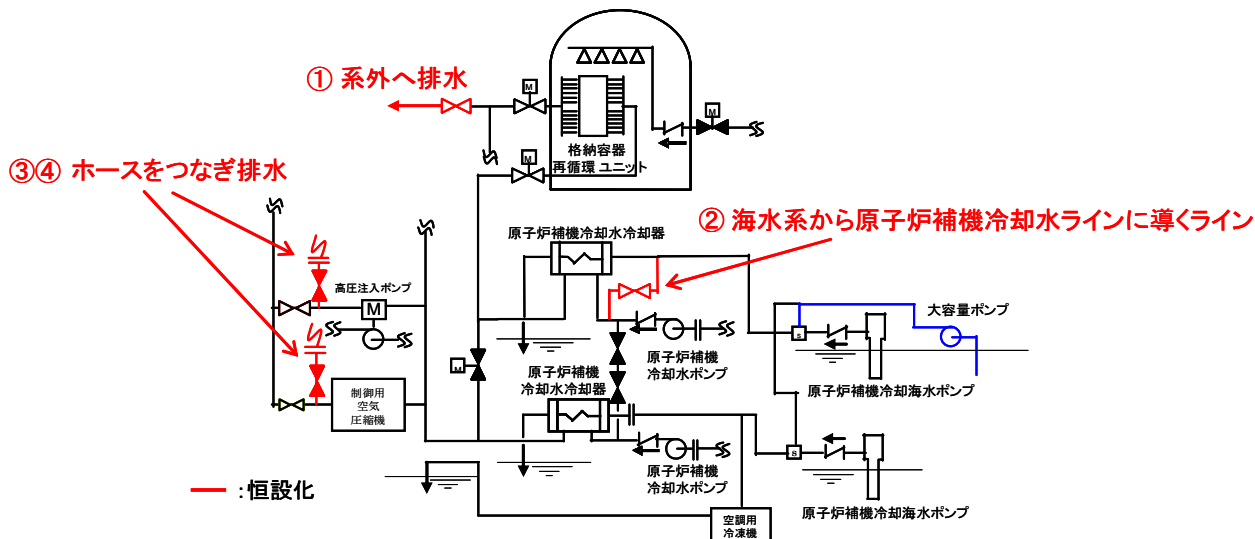 ① 系外へ排水
M
M
格納容器
再循環 ユニット
M
③④ ホースをつなぎ排水
② 海水系から原子炉補機冷却水ラインに導くライン
原子炉補機冷却水冷却器
高圧注入ポンプ
M
大容量ポンプ
s
原子炉補機
冷却水ポンプ
M
原子炉補機
冷却水冷却器
原子炉補機冷却海水ポンプ
制御用
空気
圧縮機
s
原子炉補機
冷却水ポンプ
:恒設化
空調用
冷凍機
原子炉補機冷却海水ポンプ